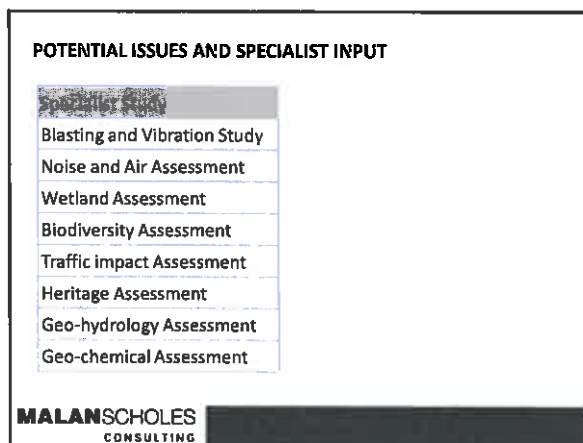 POTENTIAL ISSUES AND SPECIALIST INPUT
Specialist Study
Blasting and Vibration Study
Noise and Air Assessment
Wetland Assessment
Biodiversity Assessment
Traffic impact Assessment
Heritage Assessment
Geo-hydrology Assessment
Geo-chemical Assessment
MALANSCHOLES
CONSULTING